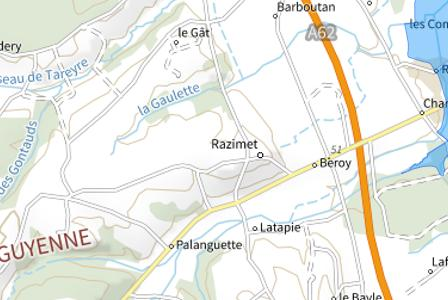 Barboutan
le Gât
A62
les Con
dery
seau de Tareyre
la Gaulette
Cha
des Gontauds
Razimet
51
Béroy
GUYENNE
Palanguette
Latapie
Laf
le Bayle